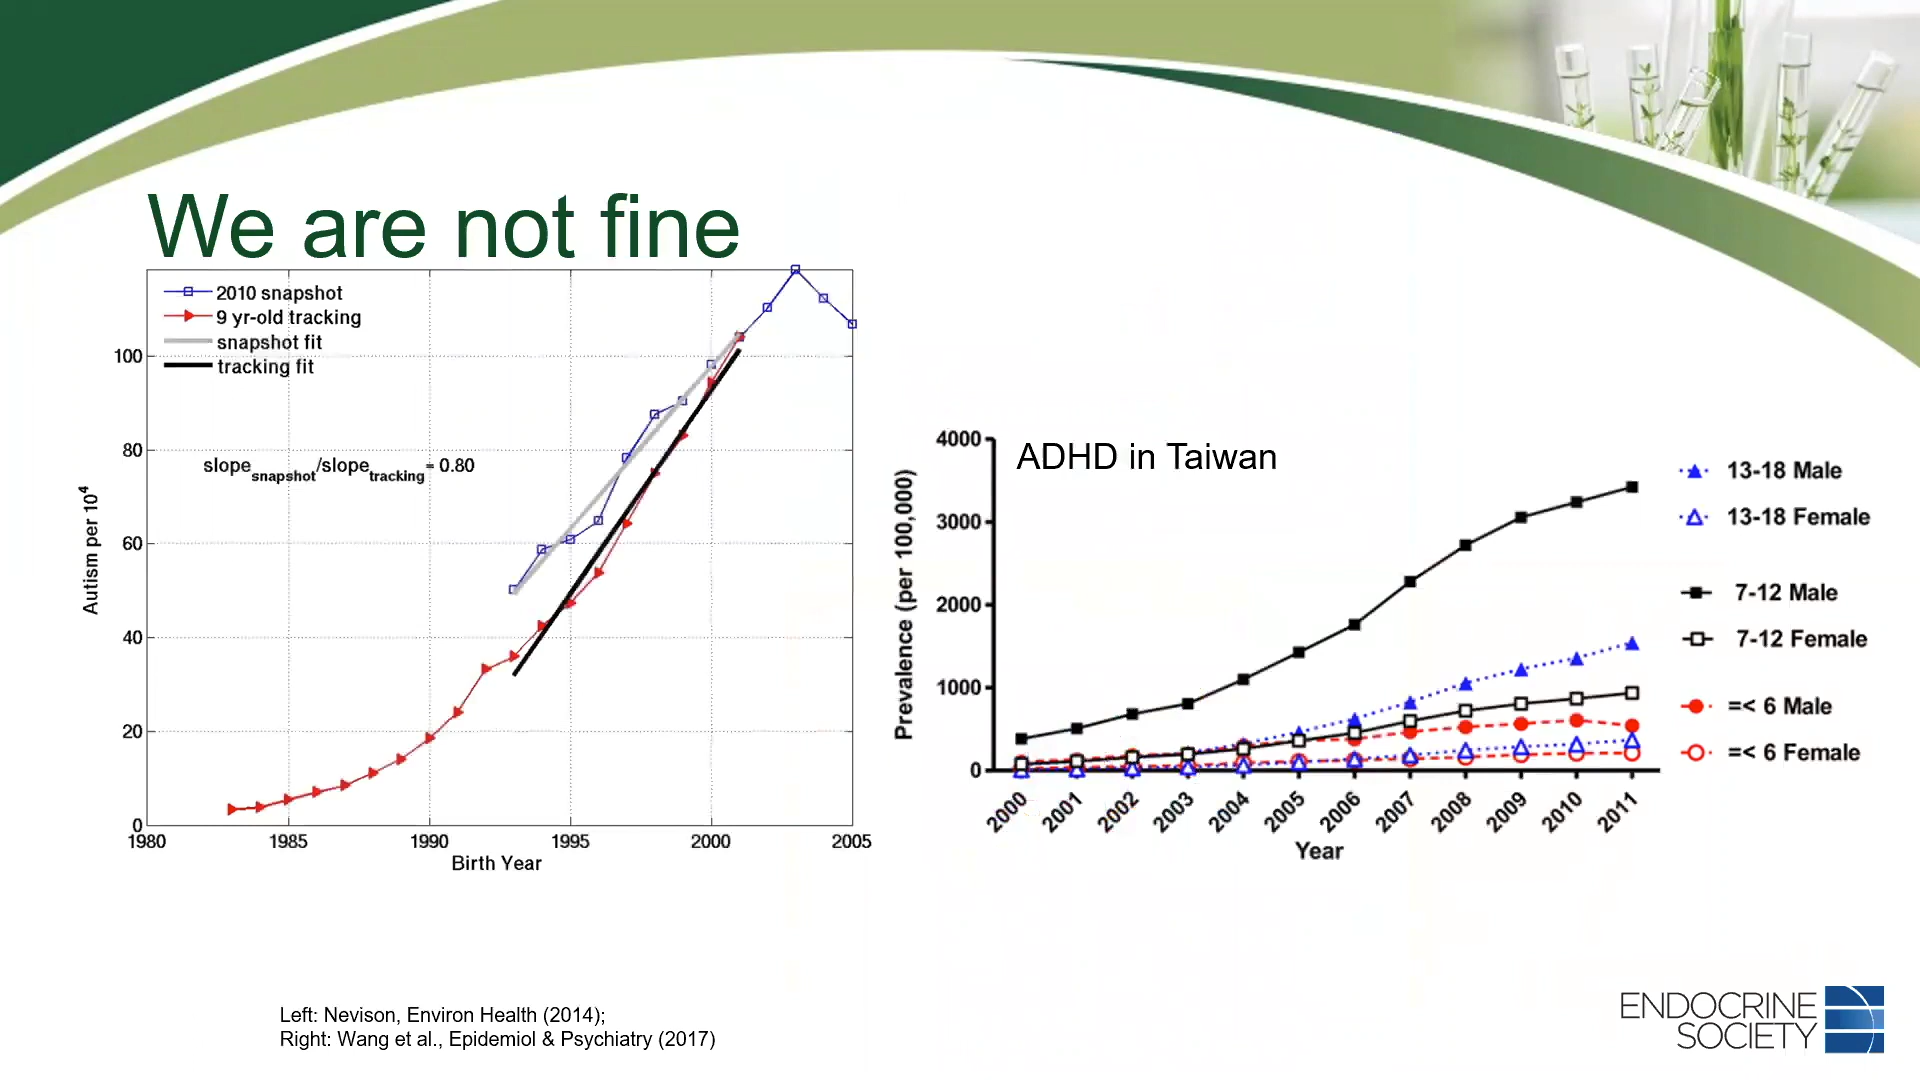 We are not fine
2010 snapshot
9 yr-old tracking
snapshot fit
tracking fit
slope snapshot/slope tracking = 0.80
Autism per 10⁴
100
80
60
40
20
0
1980 1985 1990 1995 2000 2005
Birth Year
ADHD in Taiwan
Prevalence (per 100,000)
4000
3000
2000
1000
0
2000 2001 2002 2003 2004 2005 2006 2007 2008 2009 2010 2011
Year
13-18 Male
13-18 Female
7-12 Male
7-12 Female
=< 6 Male
=< 6 Female
Left: Nevison, Environ Health (2014);
Right: Wang et al., Epidemiol & Psychiatry (2017)
ENDOCRINE
SOCIETY